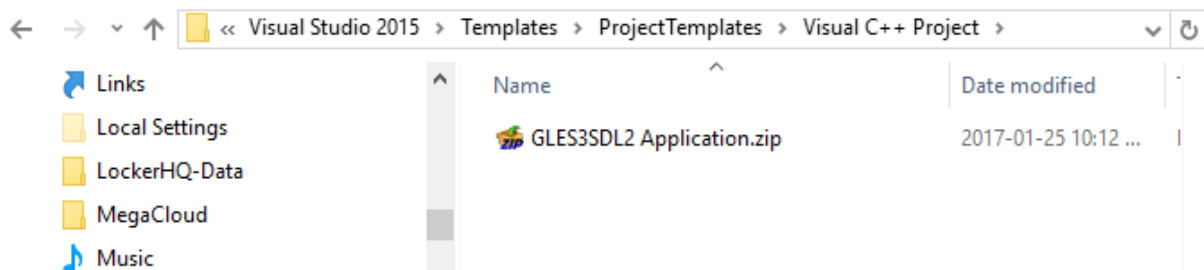 « Visual Studio 2015 > Templates > ProjectTemplates > Visual C++ Project >
Name Date modified
Links
Local Settings
LockerHQ-Data
MegaCloud
Music
GLES3SDL2 Application.zip 2017-01-25 10:12 ...